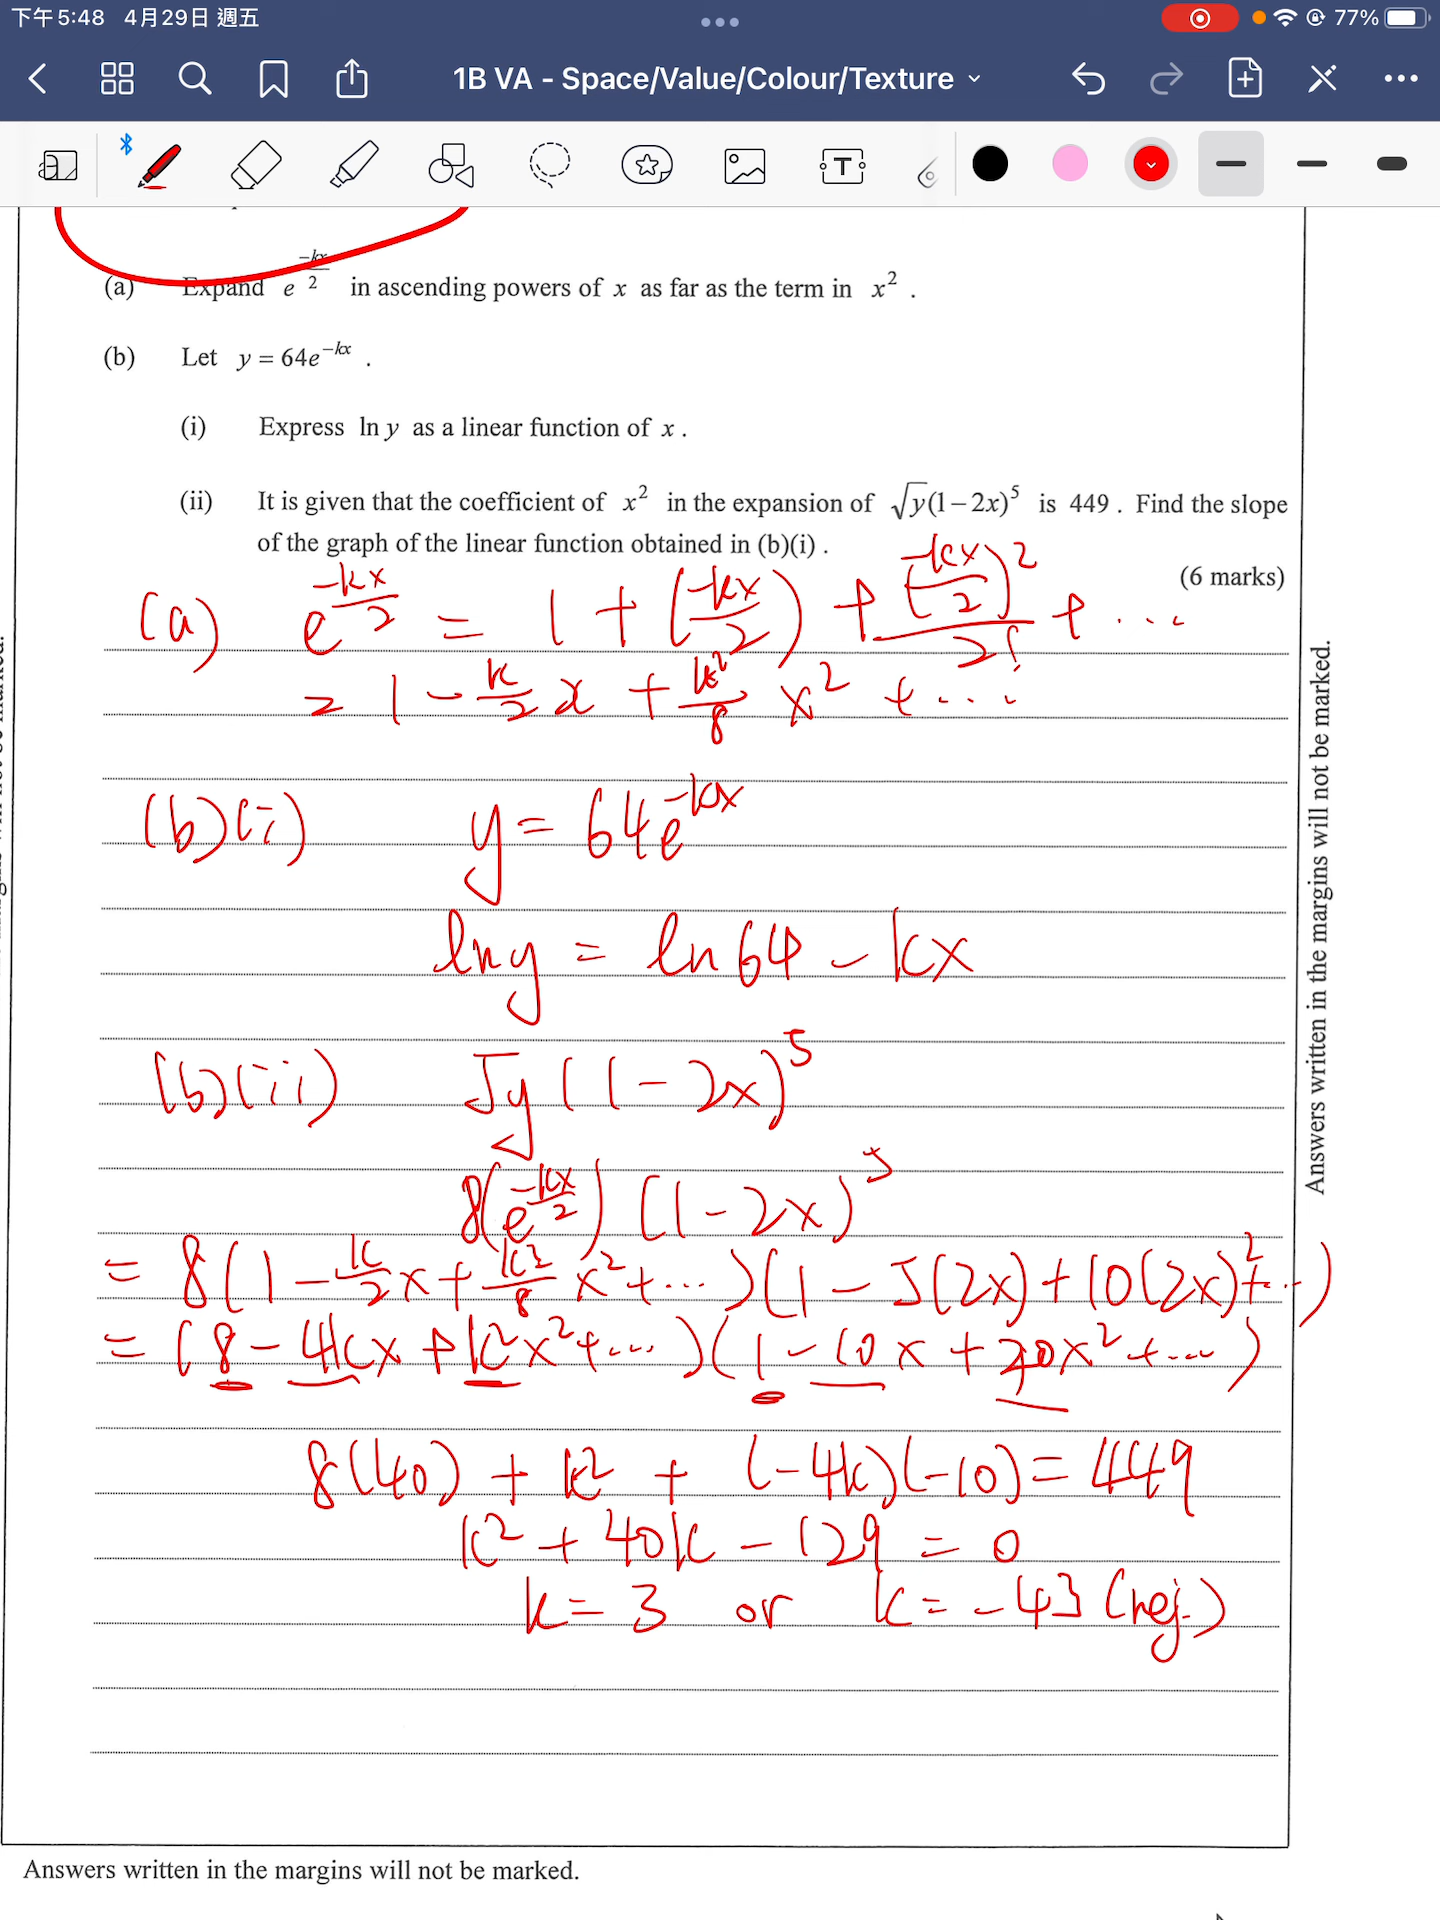 下午5:48 4月29日 週五 77%
1B VA - Space/Value/Colour/Texture
(a) Expand e^(-kx/2) in ascending powers of x as far as the term in x² .
(b) Let y = 64e^(-kx) .
(i) Express ln y as a linear function of x .
(ii) It is given that the coefficient of x² in the expansion of √y(1−2x)⁵ is 449 . Find the slope
of the graph of the linear function obtained in (b)(i) .
(6 marks)
(a) e^(-kx/2) = 1 + (-kx/2) + (-kx/2)²/2! + ...
= 1 - k/2 x + k²/8 x² + ...
(b)(i) y = 64e^(-kx)
ln y = ln 64 - kx
(b)(ii) √y (1-2x)⁵
8(e^(-kx/2)) (1-2x)⁵
= 8(1 - k/2 x + k²/8 x² + ...)(1 - 5(2x) + 10(2x)² + ...)
= (8 - 4kx + k²x² + ...)(1 - 10x + 40x² + ...)
8(40) + k² + (-4k)(-10) = 449
k² + 40k - 129 = 0
k = 3 or k = -43 (rej.)
Answers written in the margins will not be marked.
Answers written in the margins will not be marked.